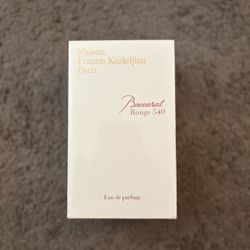 Maison
Francis Kurkdjian
Paris
Baccarat
Rouge 540
Eau de parfum